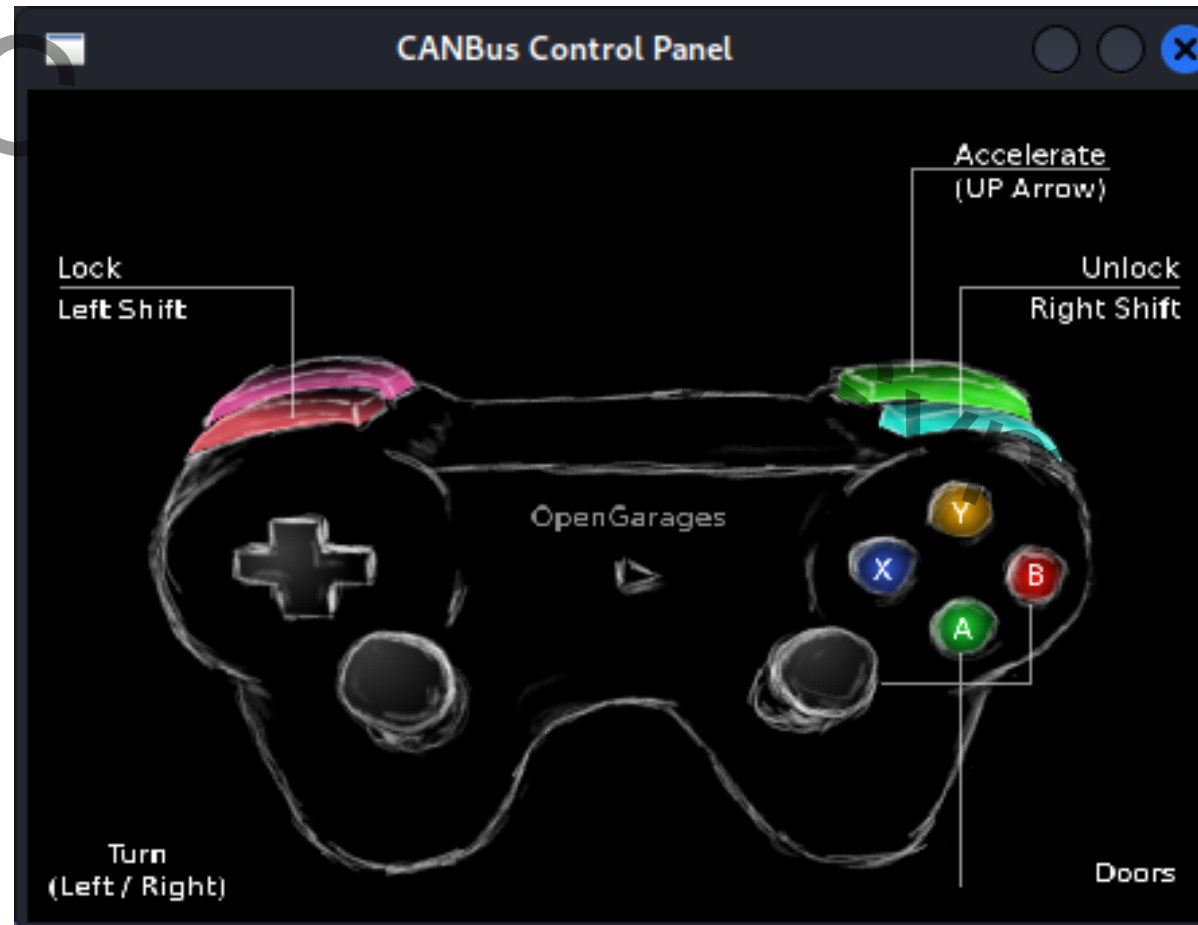 CANBus Control Panel
Accelerate
(UP Arrow)
Lock
Left Shift
Unlock
Right Shift
OpenGarages
Y
X
B
A
Turn
(Left / Right)
Doors